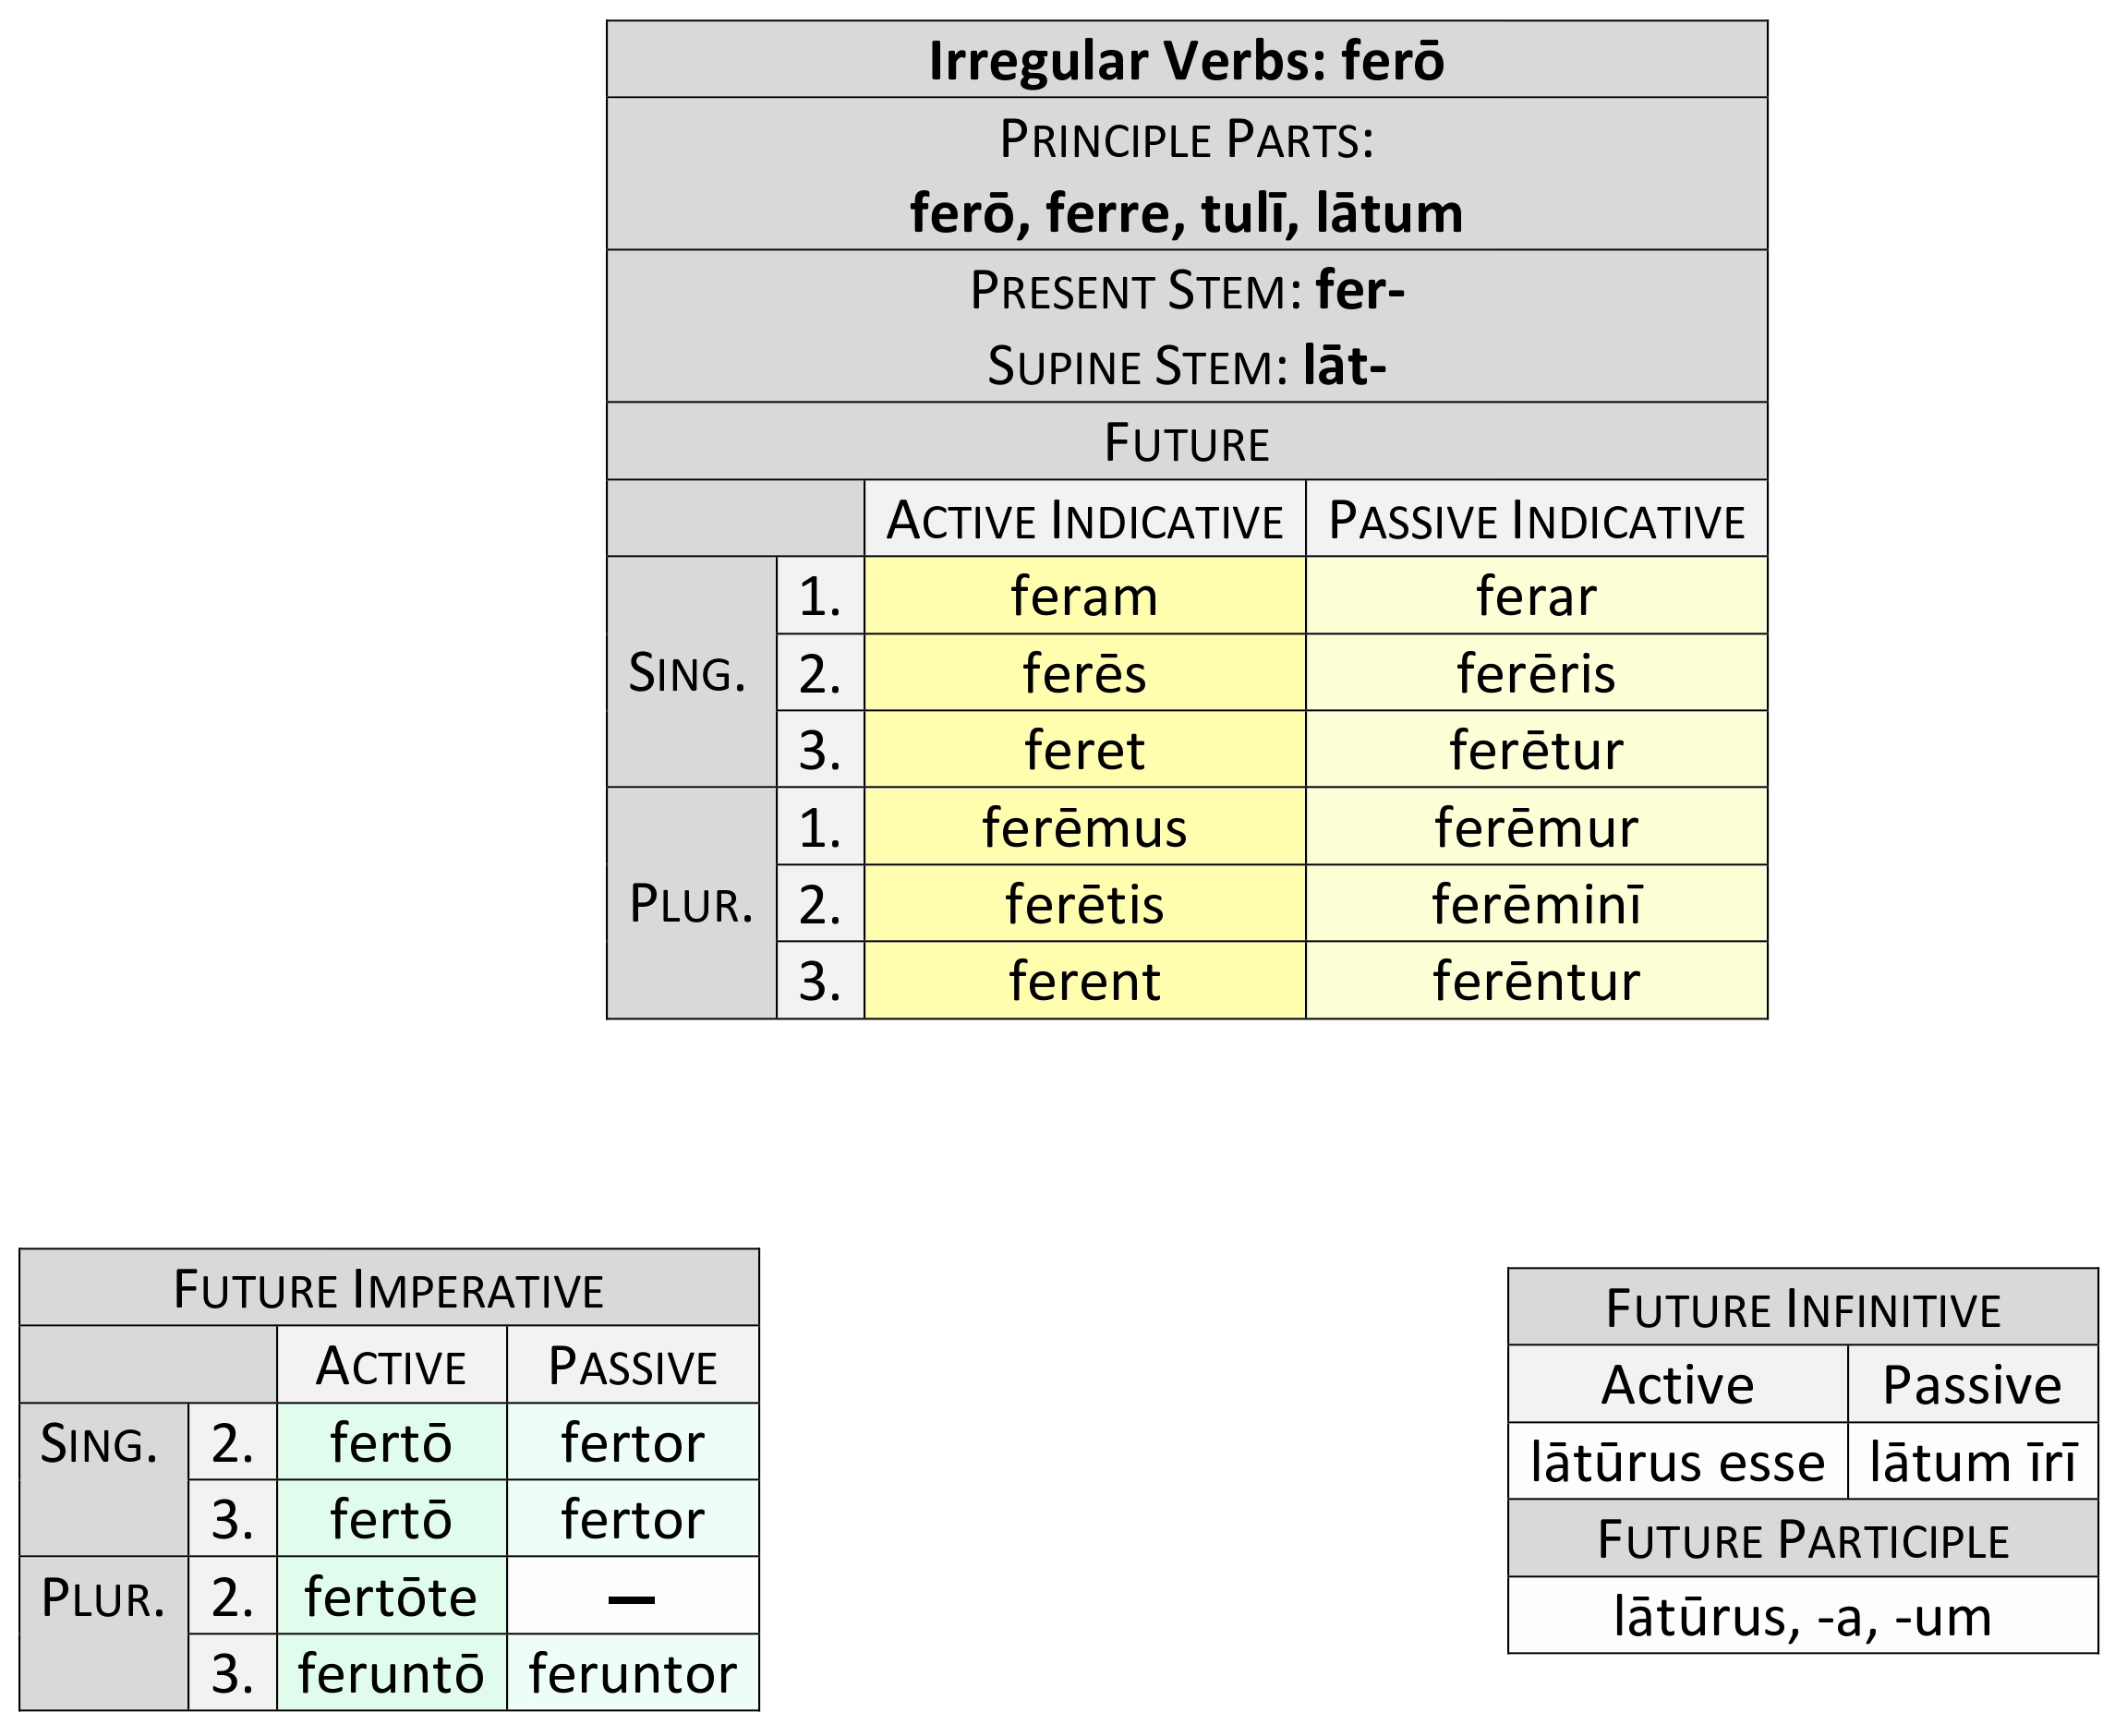 Irregular Verbs: ferō
PRINCIPLE PARTS:
ferō, ferre, tulī, lātum
PRESENT STEM: fer-
SUPINE STEM: lāt-
FUTURE
ACTIVE INDICATIVE PASSIVE INDICATIVE
SING. 1. feram ferar
2. ferēs ferēris
3. feret ferētur
PLUR. 1. ferēmus ferēmur
2. ferētis ferēminī
3. ferent ferēntur
FUTURE IMPERATIVE
ACTIVE PASSIVE
SING. 2. fertō fertor
3. fertō fertor
PLUR. 2. fertōte —
3. feruntō feruntor
FUTURE INFINITIVE
Active Passive
lātūrus esse lātum īrī
FUTURE PARTICIPLE
lātūrus, -a, -um